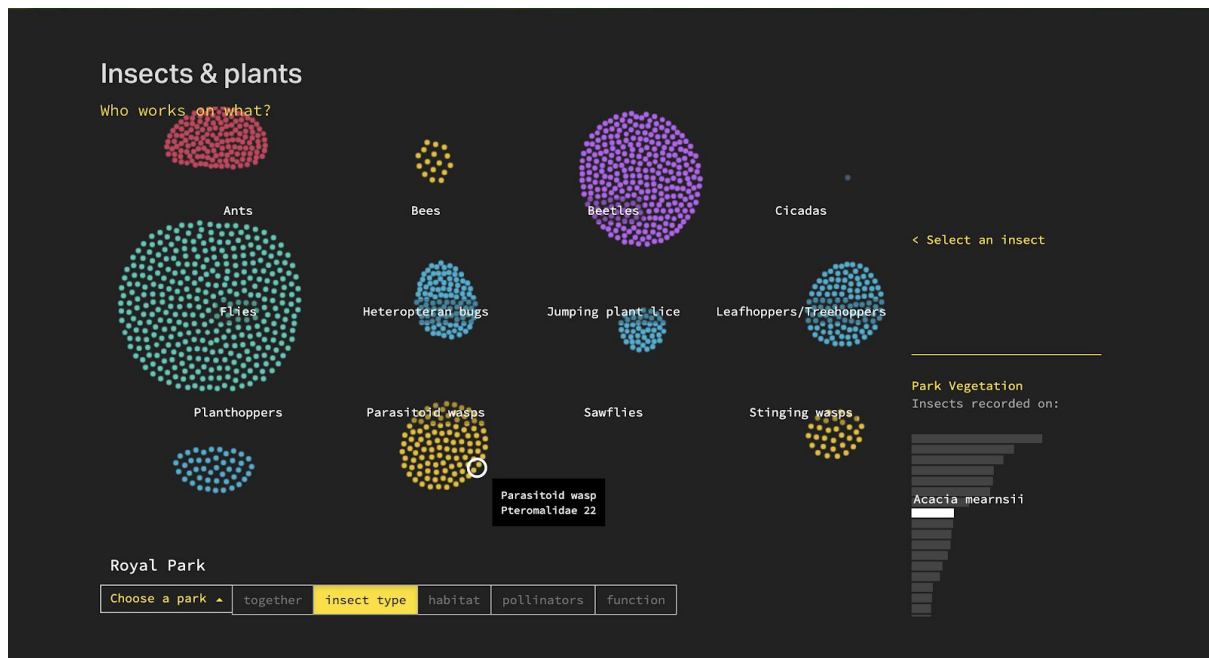 Insects & plants
Who works on what?
Ants
Bees
Beetles
Cicadas
< Select an insect
Flies
Heteropteran bugs
Jumping plant lice
Leafhoppers/Treehoppers
Park Vegetation
Insects recorded on:
Planthoppers
Parasitoid wasps
Sawflies
Stinging wasps
Parasitoid wasp
Pteromalidae 22
Acacia mearnsii
Royal Park
Choose a park
together
insect type
habitat
pollinators
function